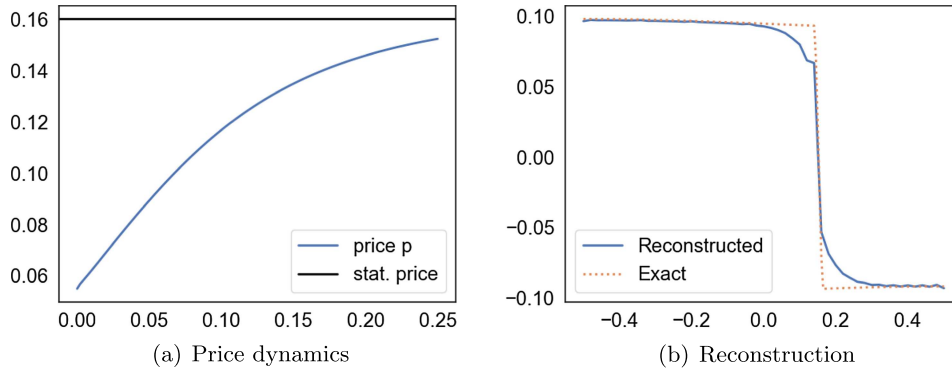 0.16
0.14
0.12
0.10
0.08
0.06
price p
stat. price
0.00 0.05 0.10 0.15 0.20 0.25
(a) Price dynamics
0.10
0.05
0.00
−0.05
−0.10
Reconstructed
Exact
−0.4 −0.2 0.0 0.2 0.4
(b) Reconstruction